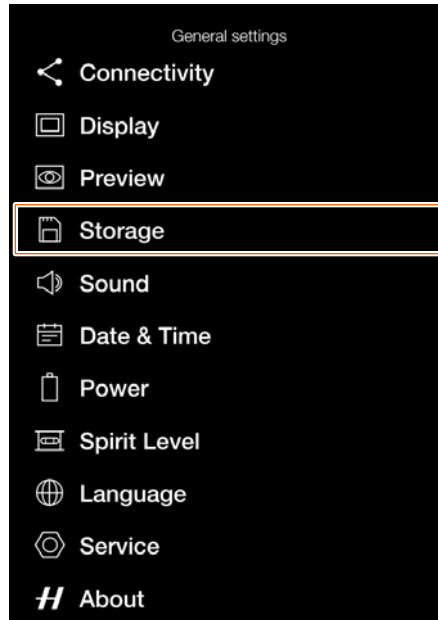 General settings
Connectivity
Display
Preview
Storage
Sound
Date & Time
Power
Spirit Level
Language
Service
About